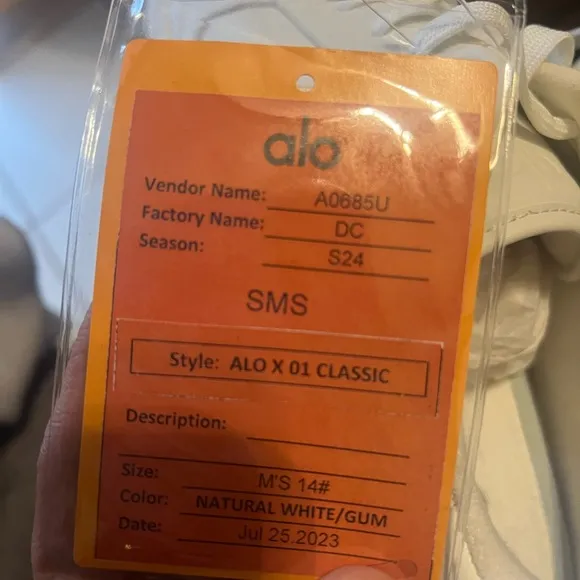 alo
Vendor Name: A0685U
Factory Name: DC
Season: S24
SMS
Style: ALO X 01 CLASSIC
Description:
Size: M'S 14#
Color: NATURAL WHITE/GUM
Date: Jul 25.2023